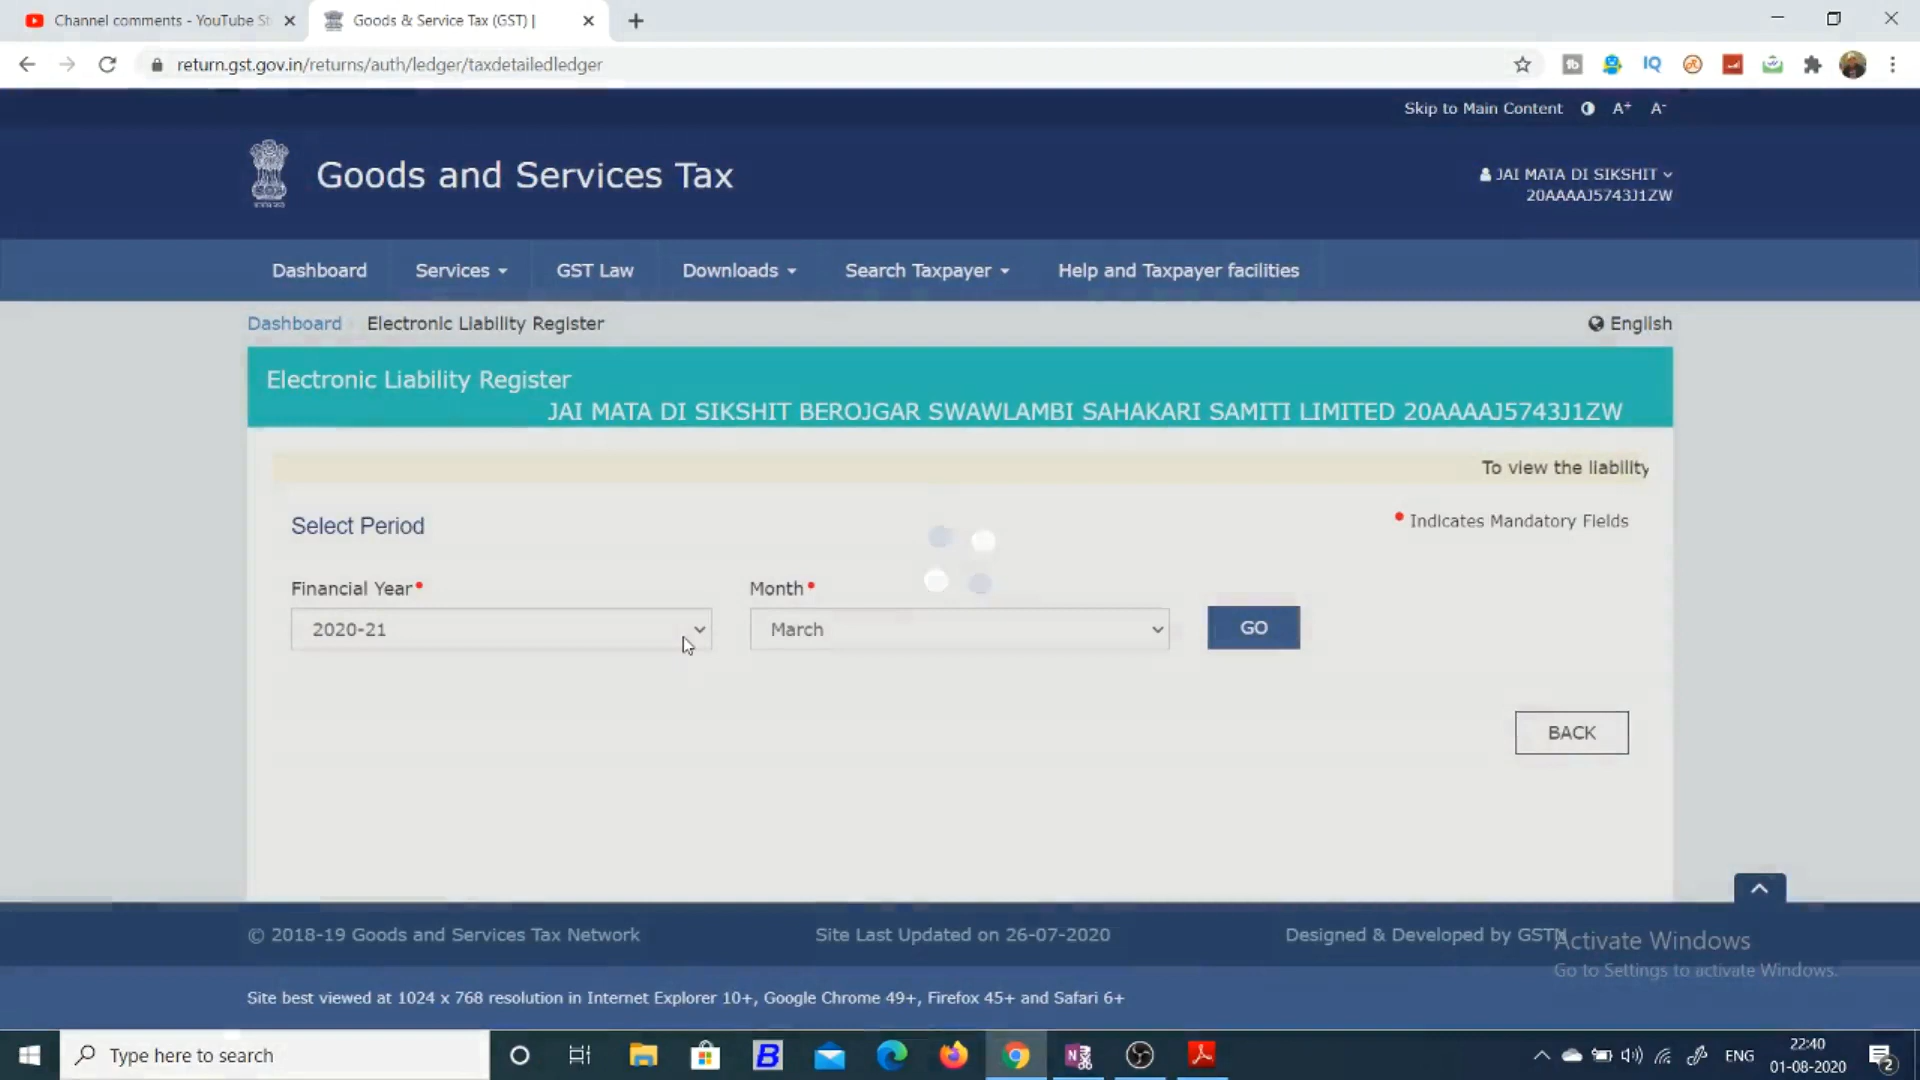 Channel comments - YouTube St
Goods & Service Tax (GST) |
return.gst.gov.in/returns/auth/ledger/taxdetailedledger
Skip to Main Content A+ A-
Goods and Services Tax
JAI MATA DI SIKSHIT
20AAAAJ5743J1ZW
Dashboard Services GST Law Downloads Search Taxpayer Help and Taxpayer facilities
Dashboard Electronic Liability Register English
Electronic Liability Register
JAI MATA DI SIKSHIT BEROJGAR SWAWLAMBI SAHAKARI SAMITI LIMITED 20AAAAJ5743J1ZW
To view the liability
Select Period
• Indicates Mandatory Fields
Financial Year• Month•
2020-21 March GO
BACK
© 2018-19 Goods and Services Tax Network Site Last Updated on 26-07-2020 Designed & Developed by GSTN
Activate Windows
Go to Settings to activate Windows.
Site best viewed at 1024 x 768 resolution in Internet Explorer 10+, Google Chrome 49+, Firefox 45+ and Safari 6+
Type here to search
ENG
22:40
01-08-2020
2